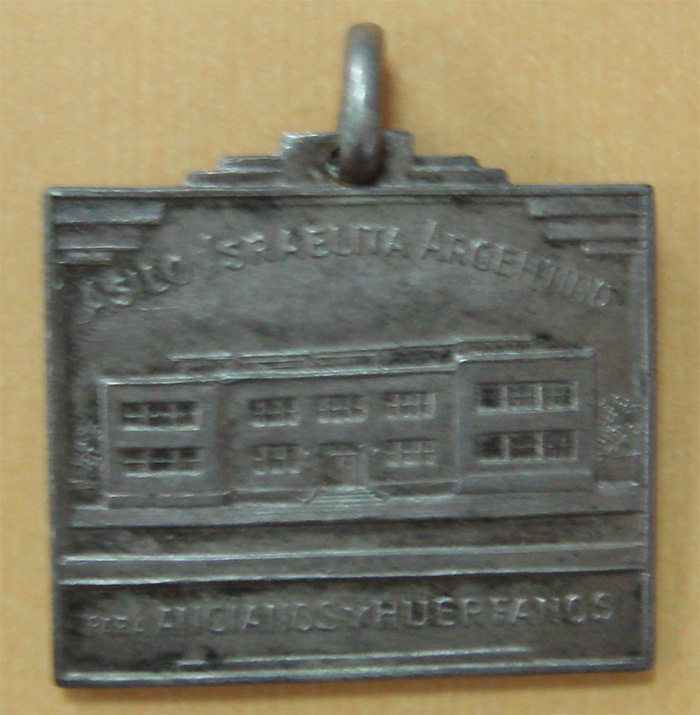 ASILO ISRAELITA ARGENTINO
PARA ANCIANOS Y HUERFANOS